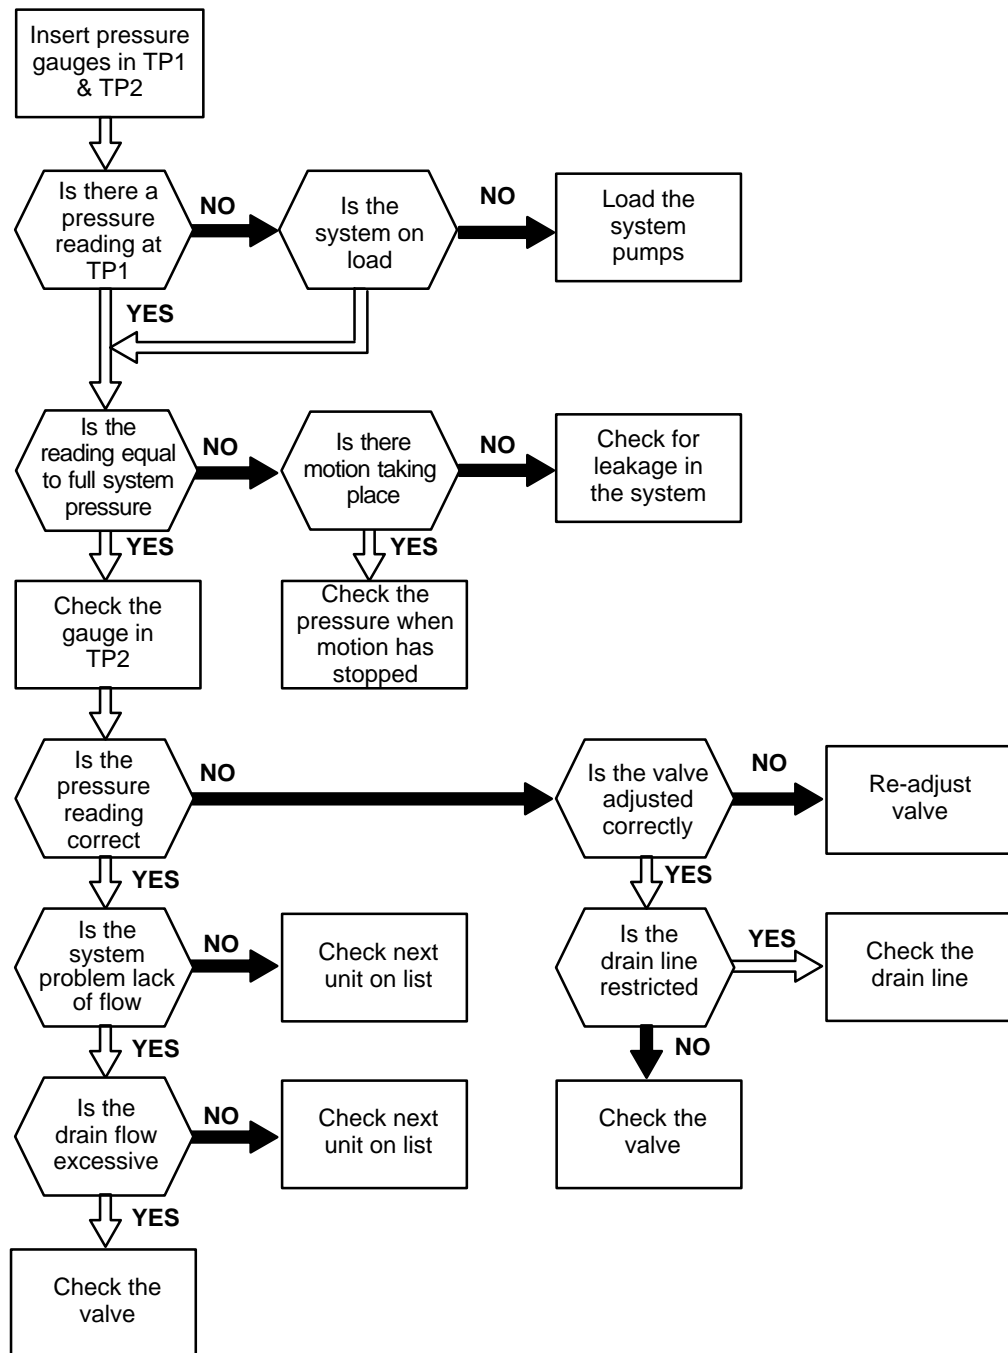 Insert pressure
gauges in TP1
& TP2
Is there a
pressure
reading at
TP1
NO
Is the
system on
load
NO
Load the
system
pumps
YES
Is the
reading equal
to full system
pressure
NO
Is there
motion taking
place
NO
Check for
leakage in
the system
YES
YES
Check the
gauge in
TP2
Check the
pressure when
motion has
stopped
Is the
pressure
reading
correct
NO
Is the valve
adjusted
correctly
NO
Re-adjust
valve
YES
YES
Is the
system
problem lack
of flow
NO
Check next
unit on list
Is the
drain line
restricted
YES
Check the
drain line
YES
NO
Is the
drain flow
excessive
NO
Check next
unit on list
Check the
valve
YES
Check the
valve